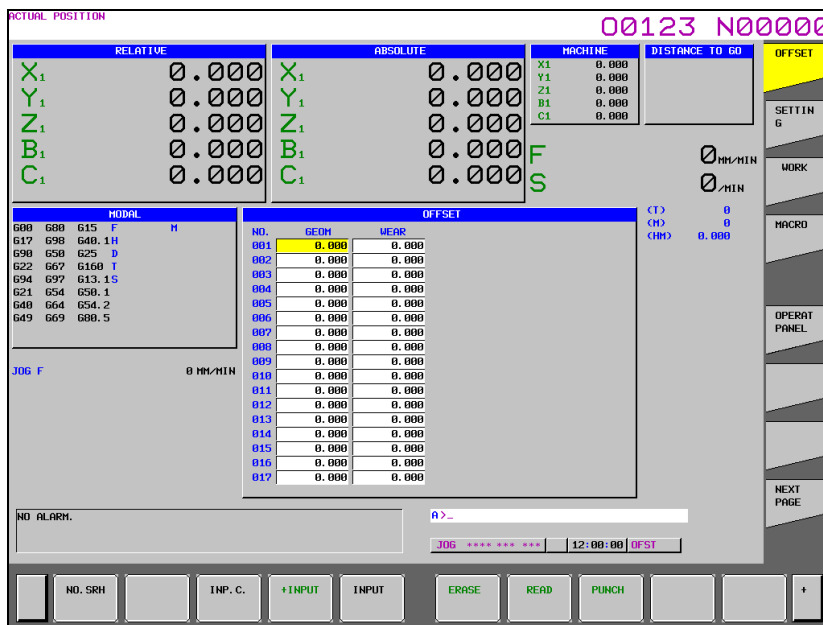 ACTUAL POSITION
O0123 N00000
RELATIVE
X1 0.000
Y1 0.000
Z1 0.000
B1 0.000
C1 0.000
ABSOLUTE
X1 0.000
Y1 0.000
Z1 0.000
B1 0.000
C1 0.000
MACHINE
X1 0.000
Y1 0.000
Z1 0.000
B1 0.000
C1 0.000
DISTANCE TO GO
F 0 MM/MIN
S 0 /MIN
MODAL
G00 G80 G15 F M
G17 G98 G40.1 H
G90 G50 G25 D
G22 G67 G160 T
G94 G97 G13.1 S
G21 G54 G50.1
G40 G64 G54.2
G49 G69 G80.5
JOG F 0 MM/MIN
OFFSET
NO. GEOM WEAR
001 0.000 0.000
002 0.000 0.000
003 0.000 0.000
004 0.000 0.000
005 0.000 0.000
006 0.000 0.000
007 0.000 0.000
008 0.000 0.000
009 0.000 0.000
010 0.000 0.000
011 0.000 0.000
012 0.000 0.000
013 0.000 0.000
014 0.000 0.000
015 0.000 0.000
016 0.000 0.000
017 0.000 0.000
(T) 0
(M) 0
(HM) 0.000
OFFSET
SETTIN
G
WORK
MACRO
OPERAT
PANEL
NEXT
PAGE
NO ALARM.
A>_
JOG **** *** *** 12:00:00 OFST
NO.SRH INP.C. +INPUT INPUT ERASE READ PUNCH +